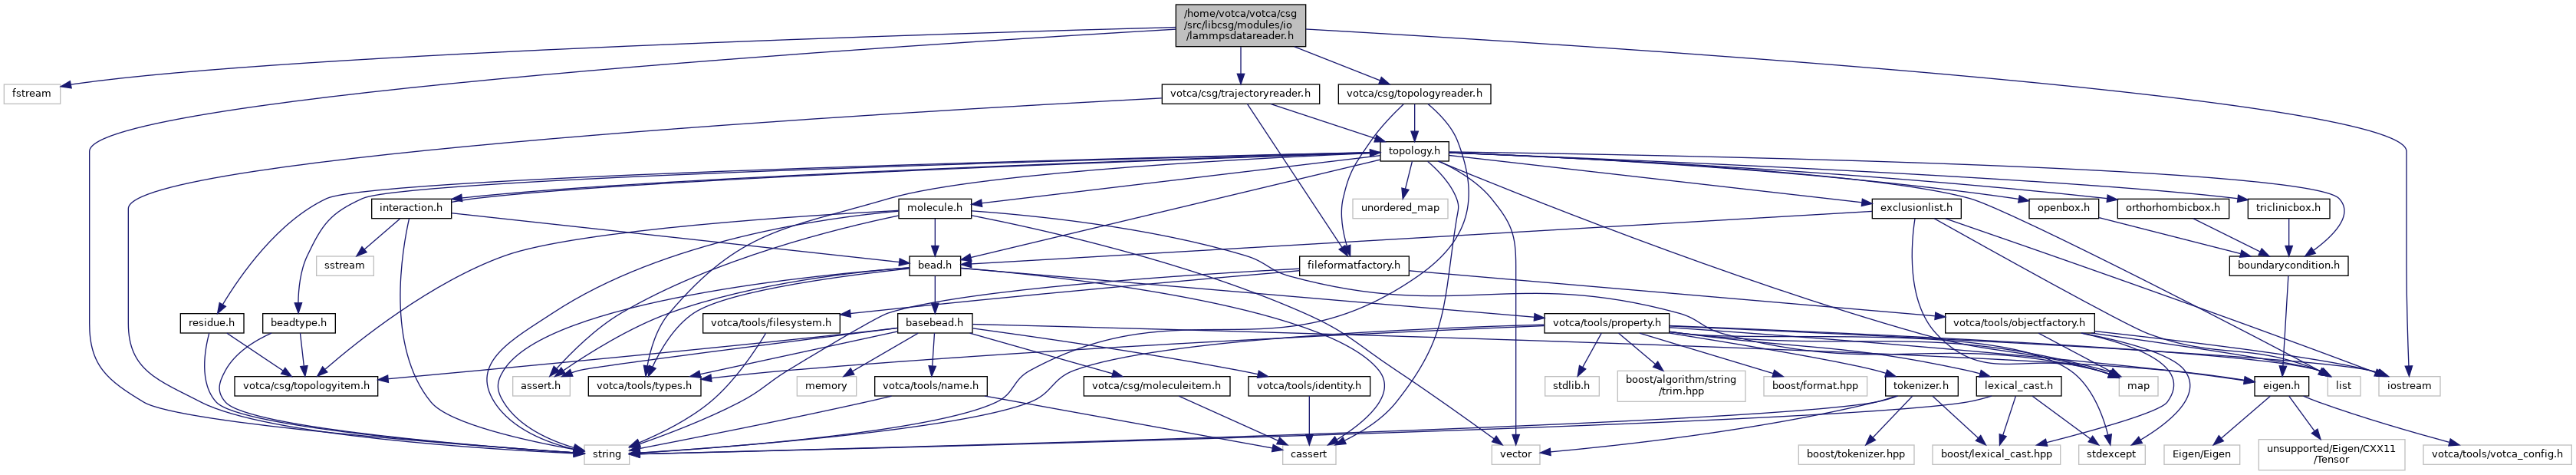 /home/votca/votca/csg
/src/libcsg/modules/io
/lammpsdatareader.h
fstream
votca/csg/trajectoryreader.h
votca/csg/topologyreader.h
topology.h
interaction.h
molecule.h
unordered_map
exclusionlist.h
openbox.h
orthorhombicbox.h
triclinicbox.h
sstream
bead.h
fileformatfactory.h
boundarycondition.h
residue.h
beadtype.h
votca/tools/filesystem.h
basebead.h
votca/tools/property.h
votca/tools/objectfactory.h
votca/csg/topologyitem.h
assert.h
votca/tools/types.h
memory
votca/tools/name.h
votca/csg/moleculeitem.h
votca/tools/identity.h
stdlib.h
boost/algorithm/string
/trim.hpp
boost/format.hpp
tokenizer.h
lexical_cast.h
map
eigen.h
list
iostream
string
cassert
vector
boost/tokenizer.hpp
boost/lexical_cast.hpp
stdexcept
Eigen/Eigen
unsupported/Eigen/CXX11
/Tensor
votca/tools/votca_config.h